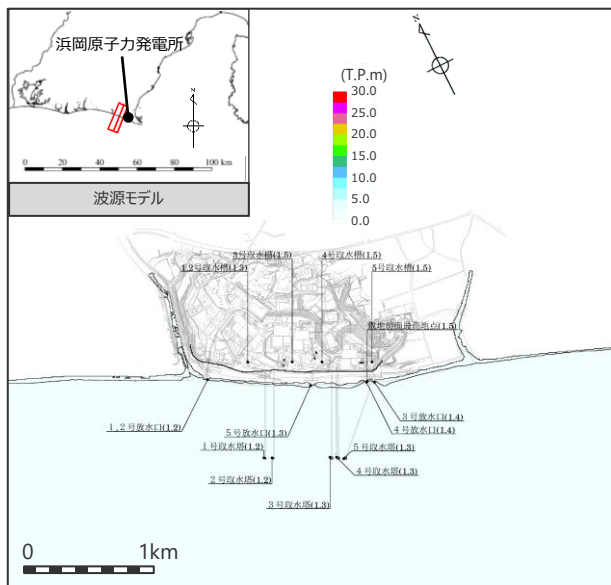 浜岡原子力発電所
N
z
0 20 40 60 80 100 km
波源モデル
(T.P.m)
30.0
25.0
20.0
15.0
10.0
5.0
0.0
3号取水槽(1.5)
4号取水槽(1.5)
1,2号取水槽(1.3)
5号取水槽(1.5)
敷地前面最高地点(1.5)
1,2号放水口(1.2)
5号放水口(1.3)
3号放水口(1.4)
4号放水口(1.4)
1号取水塔(1.2)
5号取水塔(1.3)
2号取水塔(1.2)
4号取水塔(1.3)
3号取水塔(1.3)
0 1km